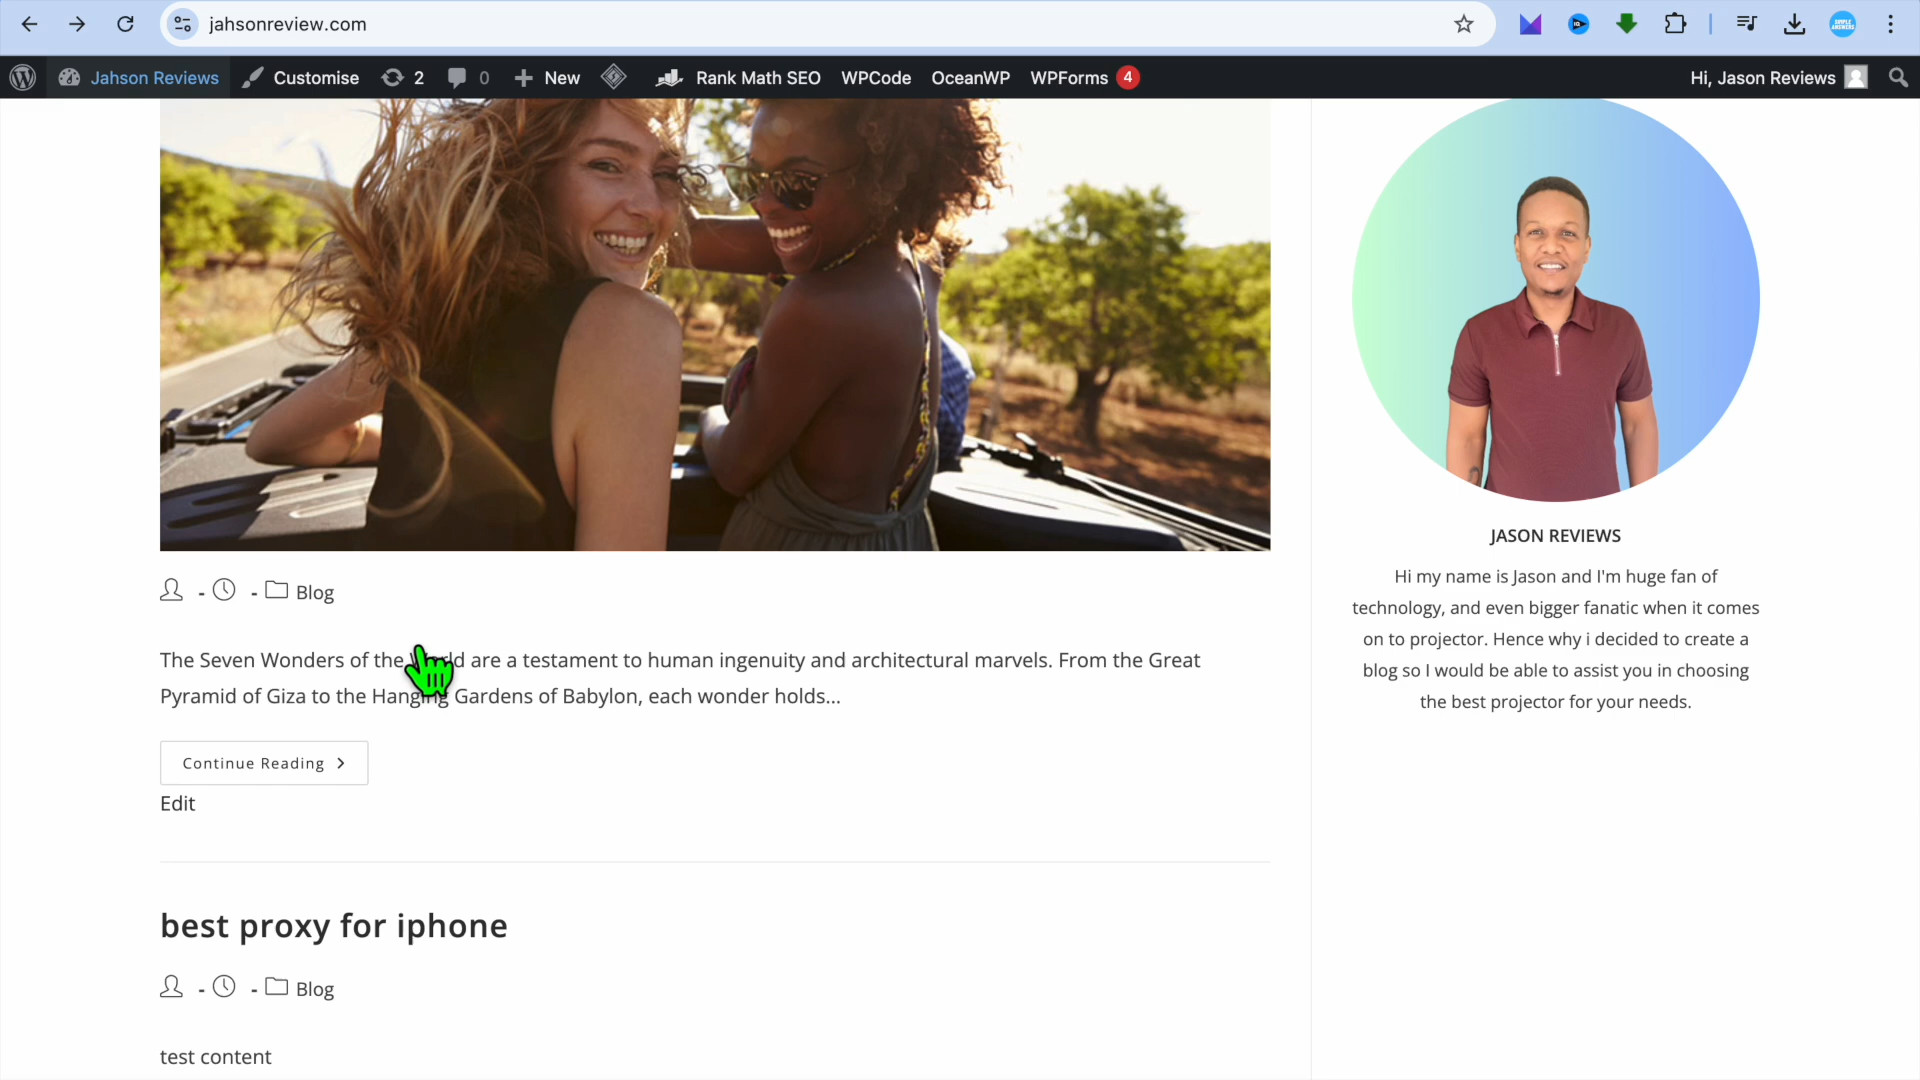 jahsonreview.com
Jahson Reviews Customise 2 0 New Rank Math SEO WPCode OceanWP WPForms 4 Hi, Jason Reviews
JASON REVIEWS
Hi my name is Jason and I'm huge fan of
technology, and even bigger fanatic when it comes
on to projector. Hence why i decided to create a
blog so I would be able to assist you in choosing
the best projector for your needs.
- - Blog
The Seven Wonders of the World are a testament to human ingenuity and architectural marvels. From the Great
Pyramid of Giza to the Hanging Gardens of Babylon, each wonder holds...
Continue Reading >
Edit
best proxy for iphone
- - Blog
test content